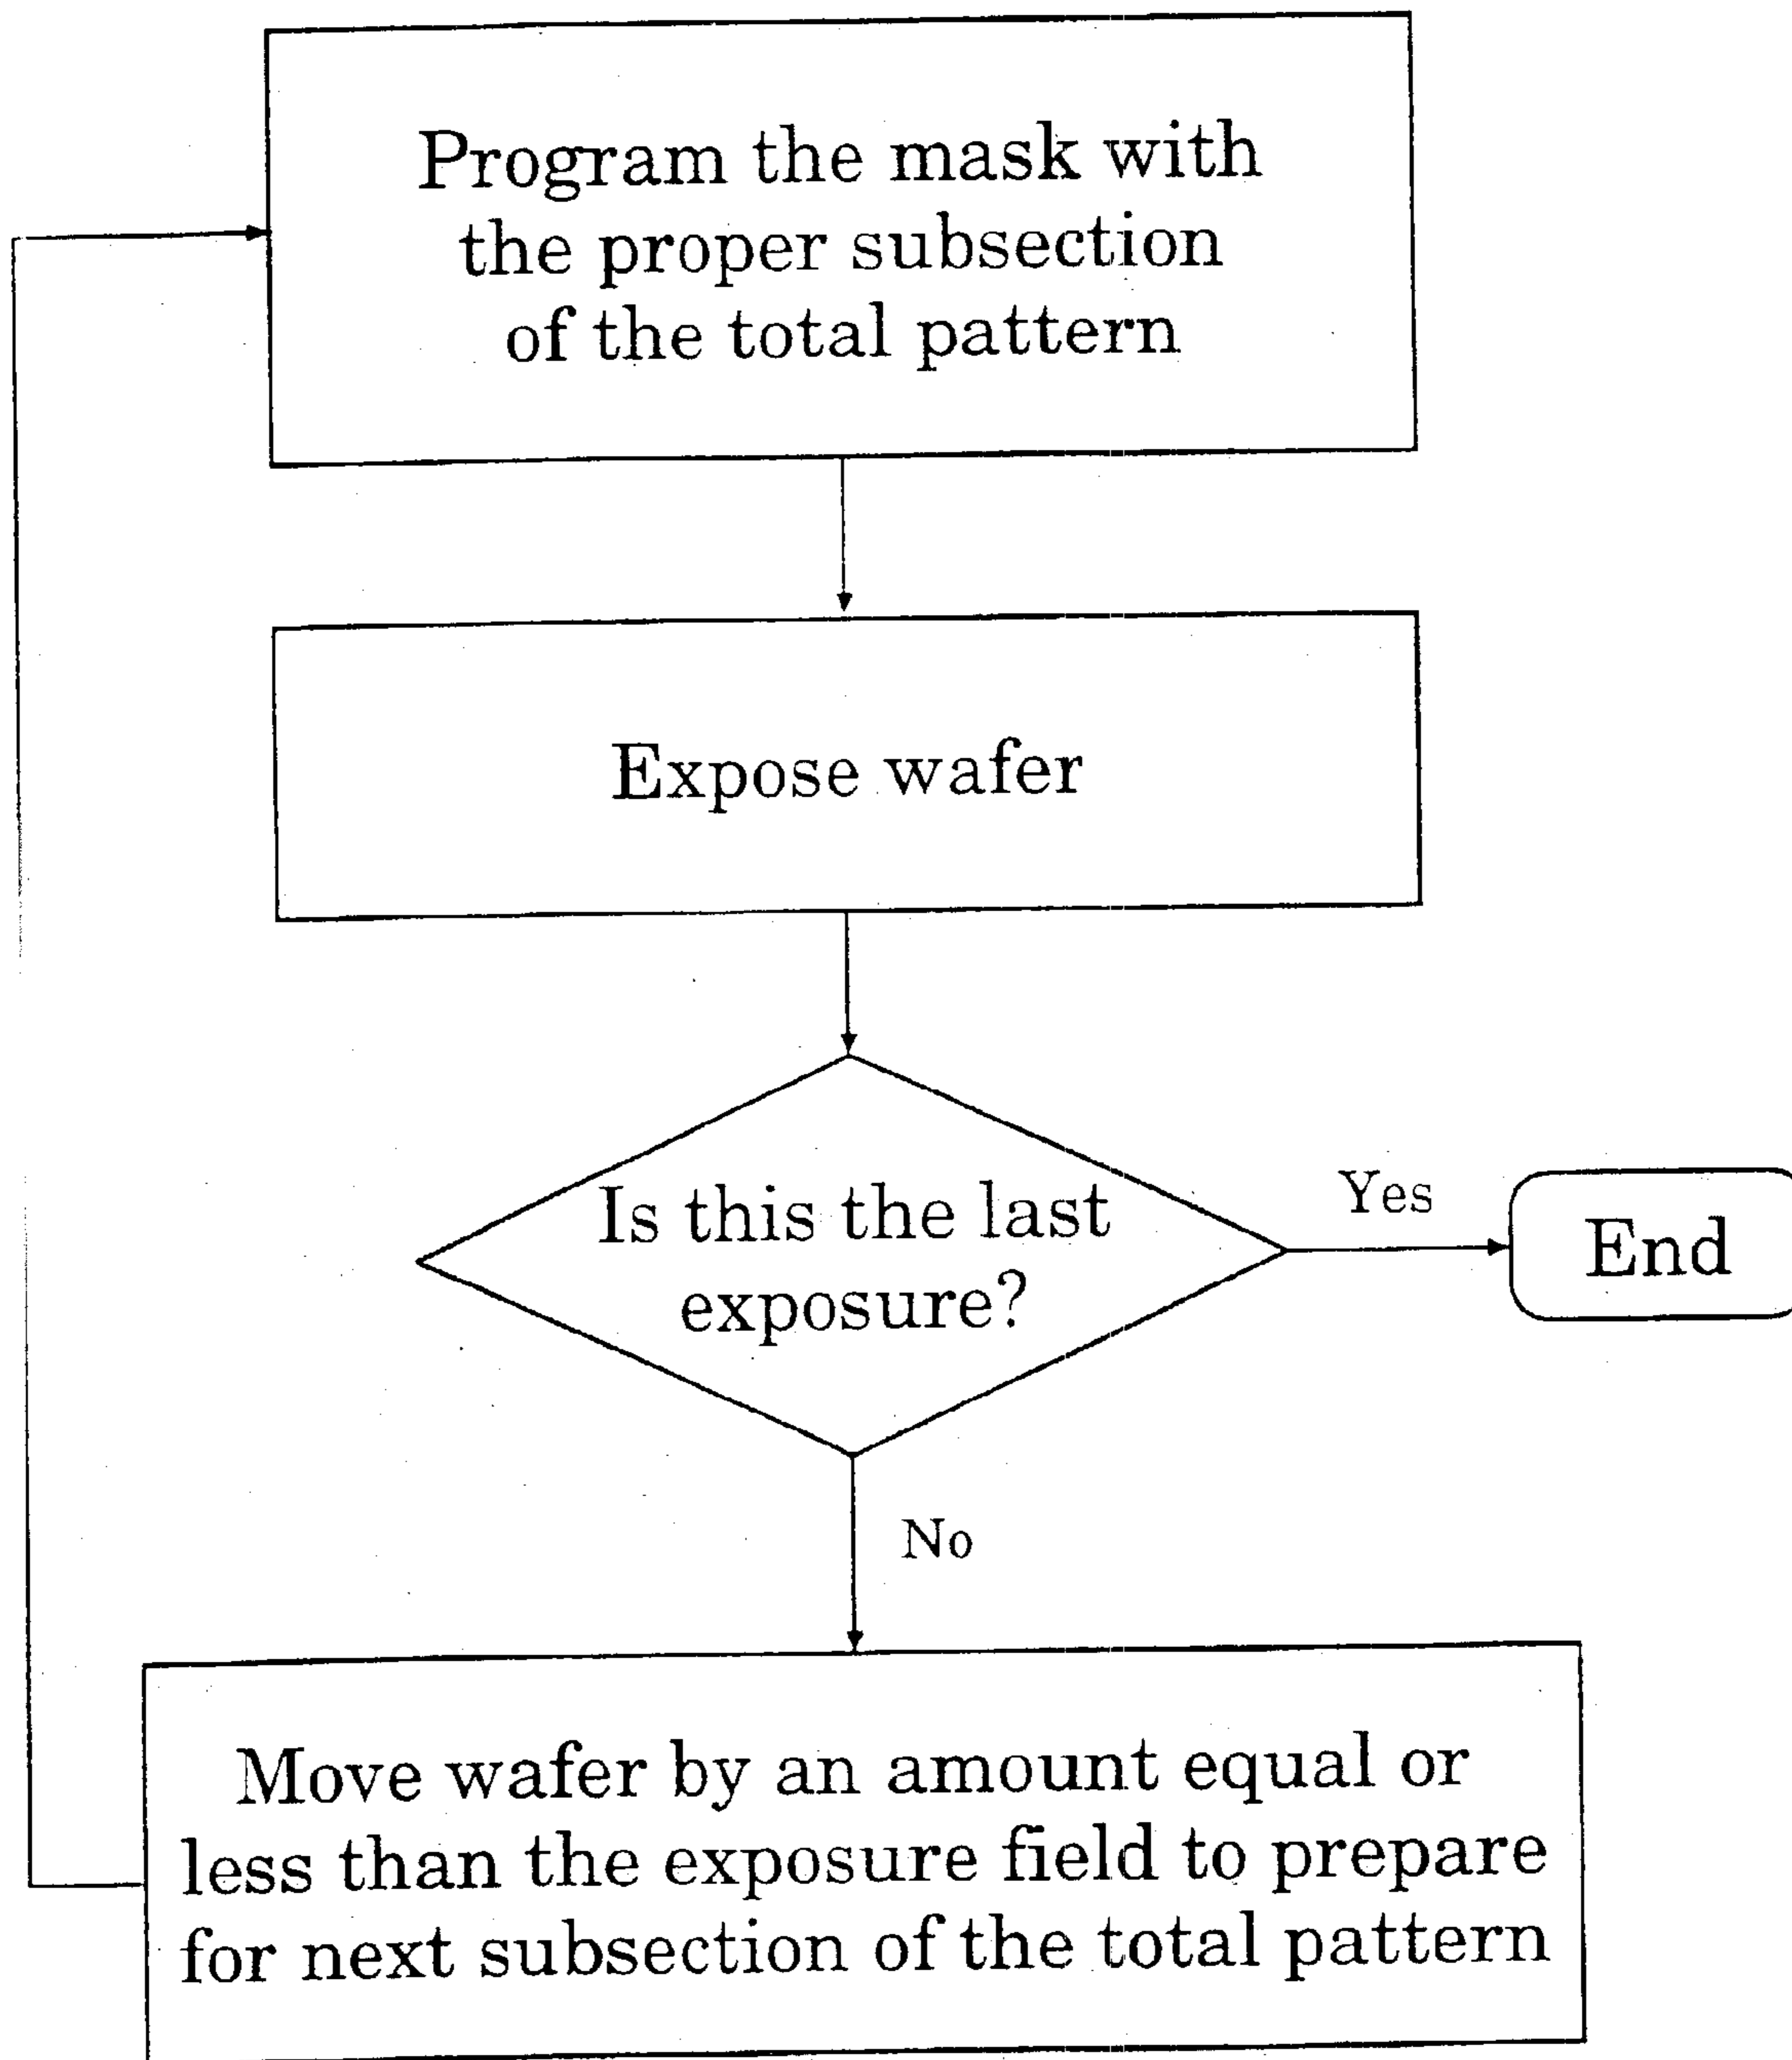 Program the mask with
the proper subsection
of the total pattern
Expose wafer
Is this the last
exposure?
Yes
End
No
Move wafer by an amount equal or
less than the exposure field to prepare
for next subsection of the total pattern